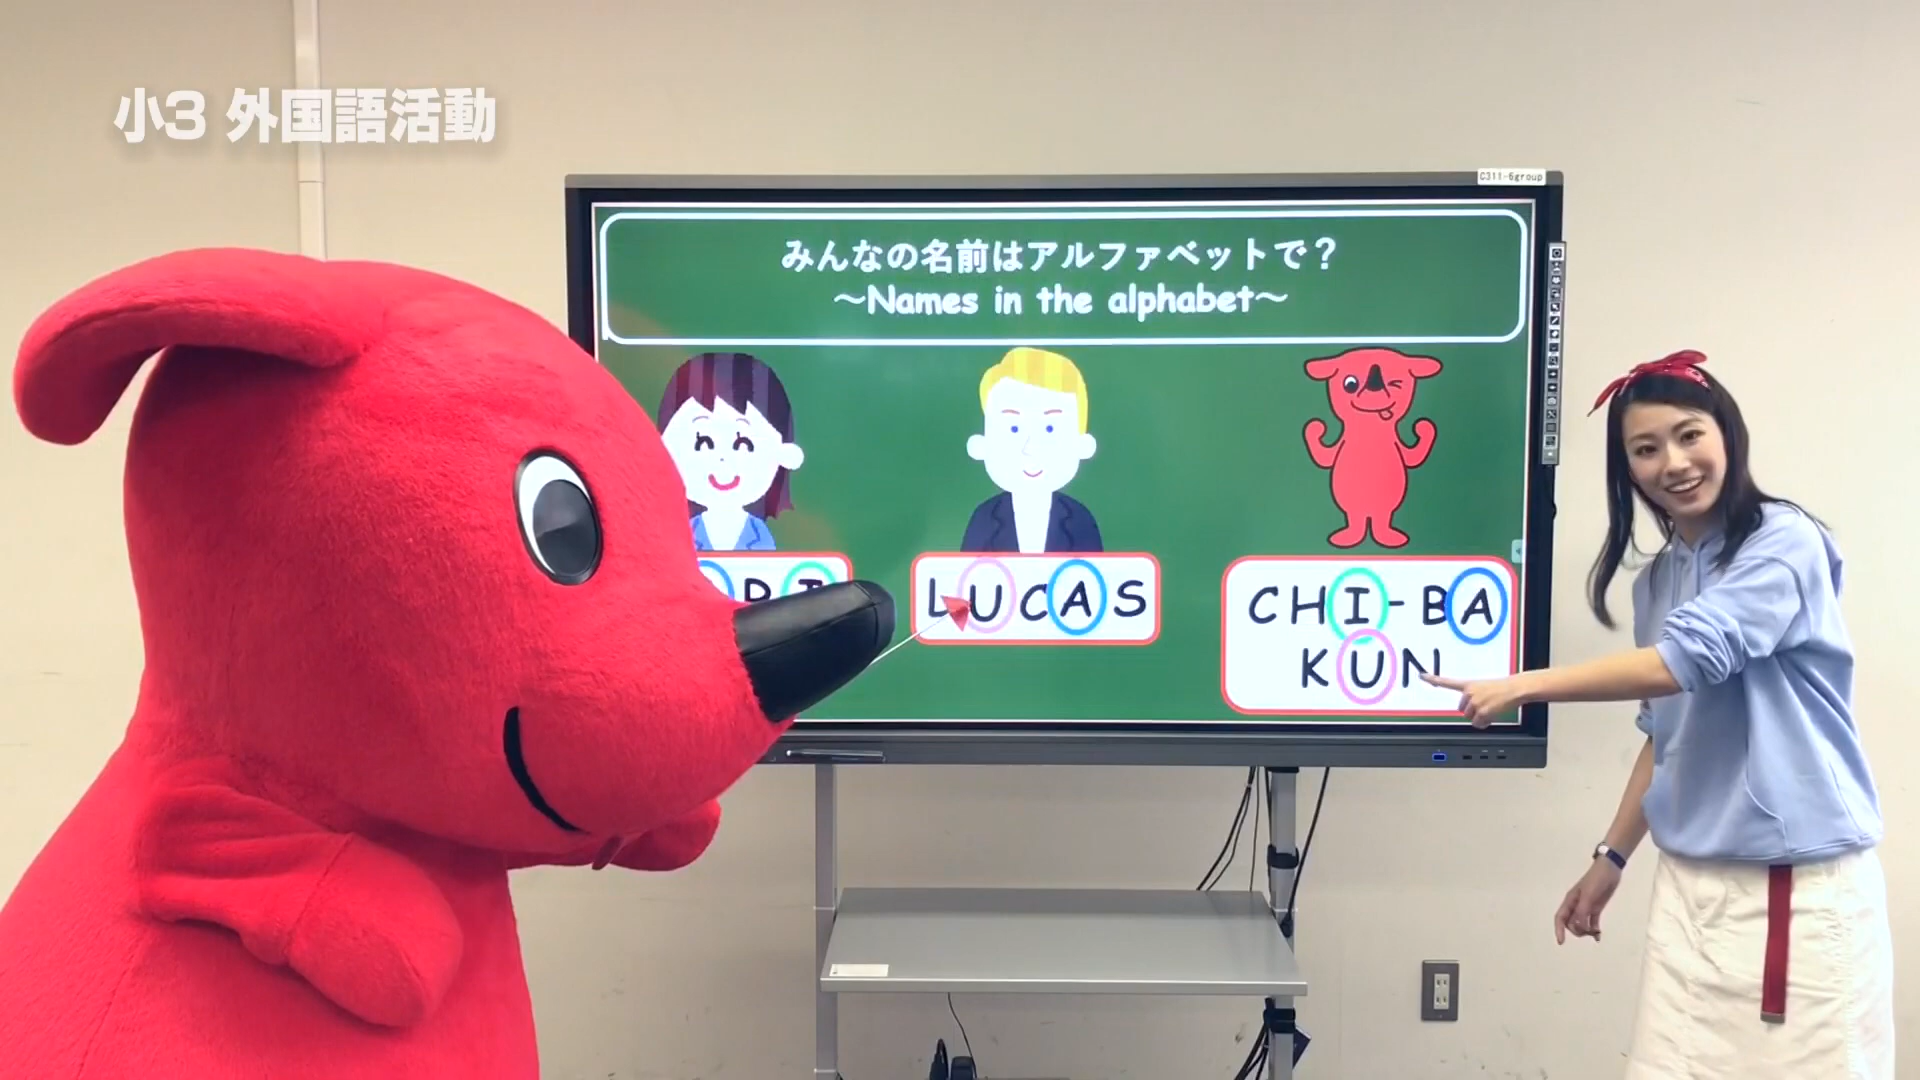 小3 外国語活動
C311-6group
みんなの名前はアルファベットで?
~Names in the alphabet~
LUCAS
CHI-BA
KUN